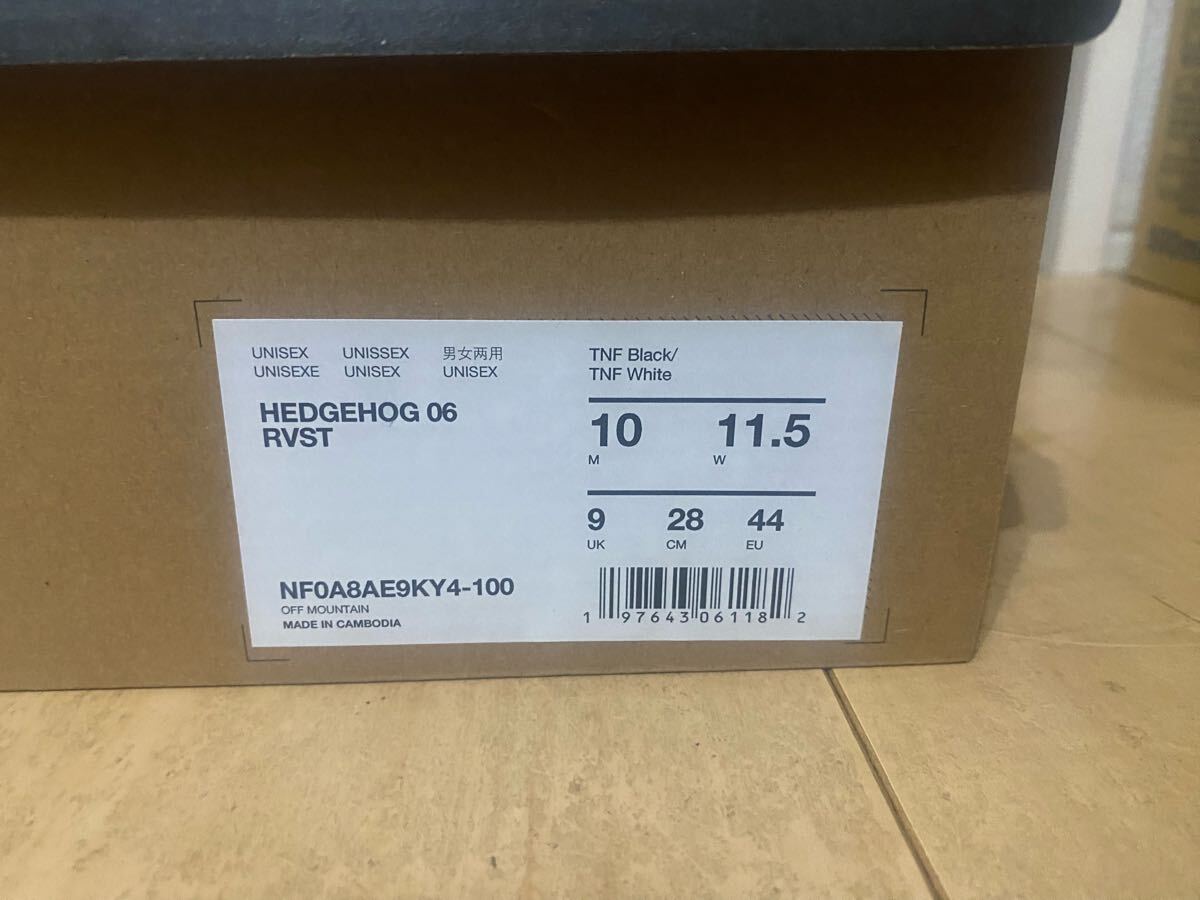 UNISEX UNISSEX 男女两用
UNISEXE UNISEX UNISEX
HEDGEHOG 06
RVST
NF0A8AE9KY4-100
OFF MOUNTAIN
MADE IN CAMBODIA
TNF Black/
TNF White
10 11.5
M W
9 28 44
UK CM EU
1 97643 06118 2